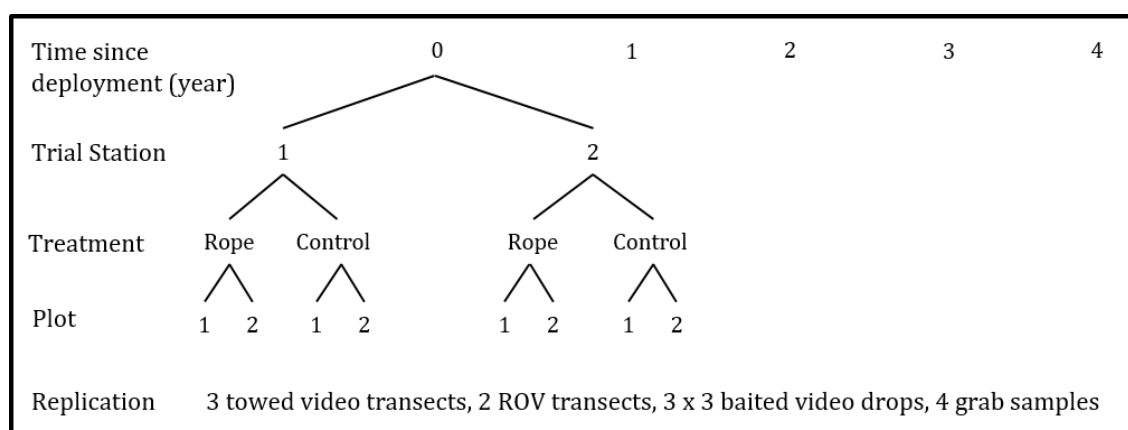 Time since 0 1 2 3 4
deployment (year)
Trial Station 1 2
Treatment Rope Control Rope Control
Plot 1 2 1 2 1 2 1 2
Replication 3 towed video transects, 2 ROV transects, 3 x 3 baited video drops, 4 grab samples